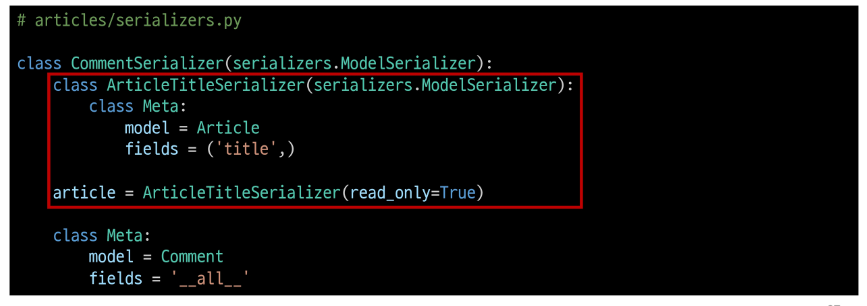 # articles/serializers.py
class CommentSerializer(serializers.ModelSerializer):
    class ArticleTitleSerializer(serializers.ModelSerializer):
        class Meta:
            model = Article
            fields = ('title',)
    article = ArticleTitleSerializer(read_only=True)
    class Meta:
        model = Comment
        fields = '__all__'